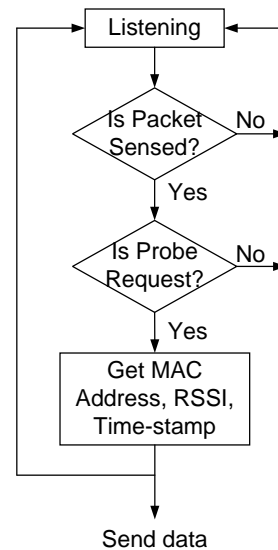 Listening
Is Packet
Sensed?
No
Yes
Is Probe
Request?
No
Yes
Get MAC
Address, RSSI,
Time-stamp
Send data